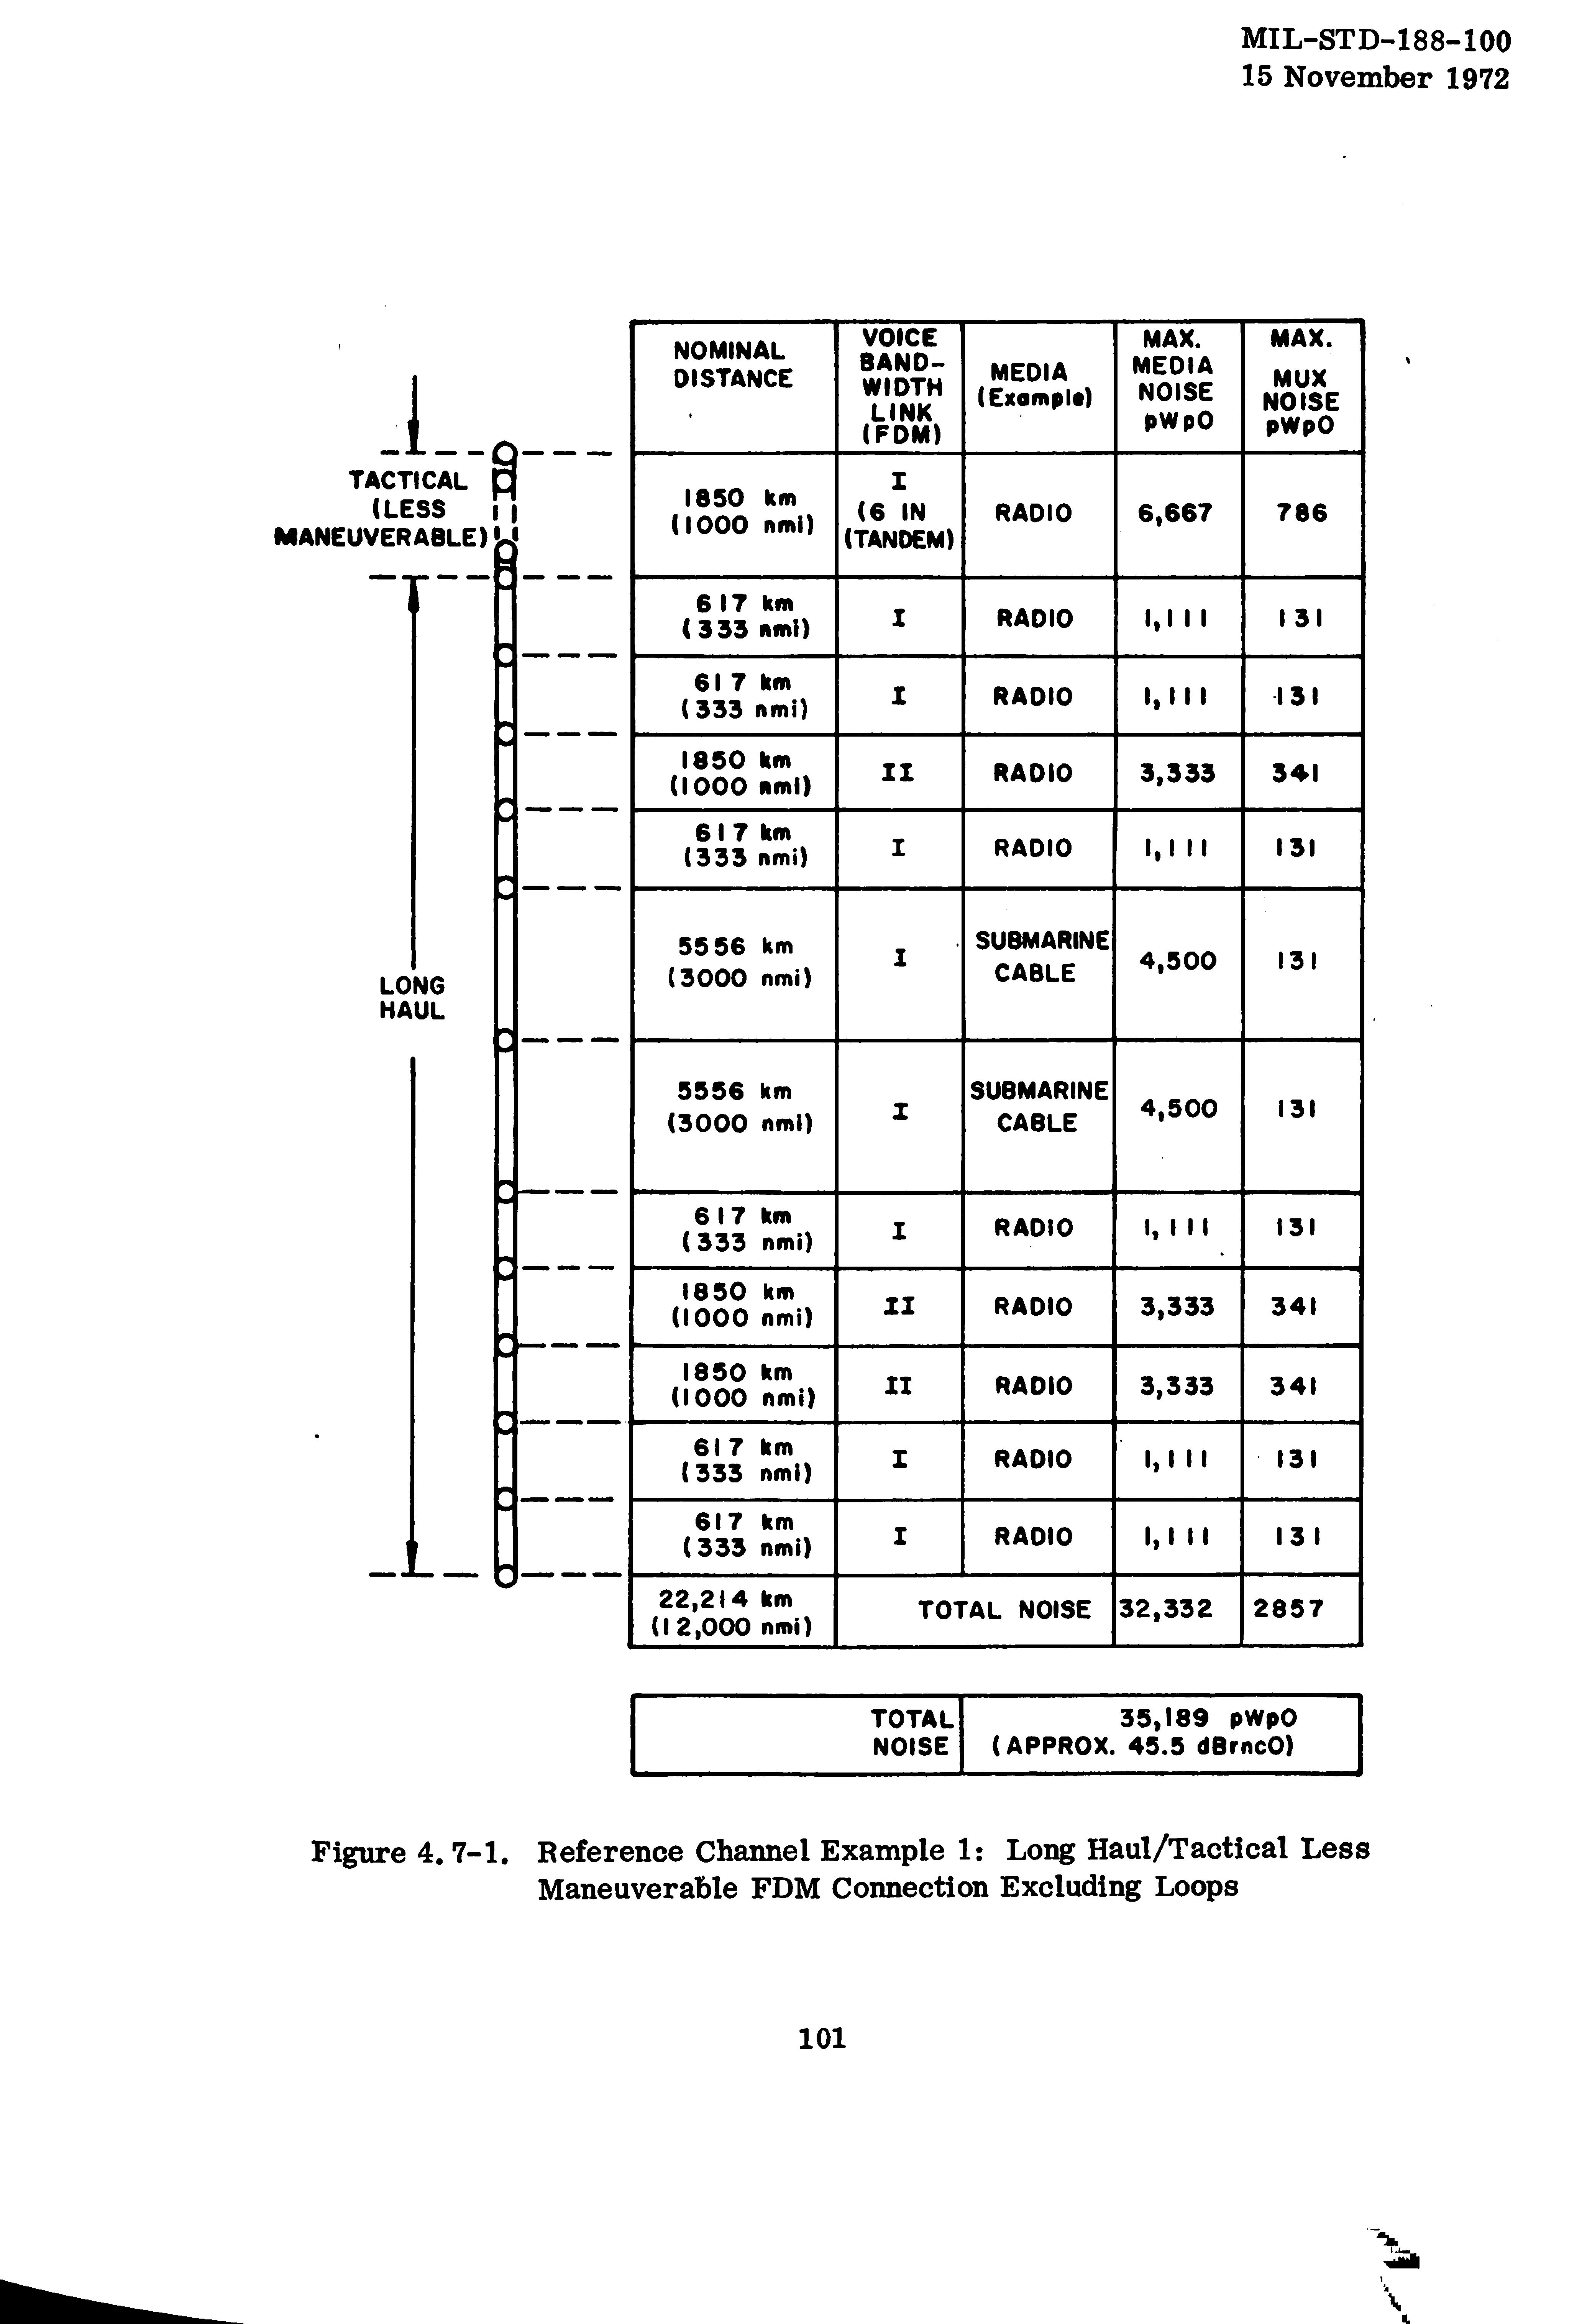 MIL-STD-188-100
15 November 1972
NOMINAL DISTANCE
VOICE BAND- WIDTH LINK (FDM)
MEDIA (Example)
MAX. MEDIA NOISE pWpO
MAX. MUX NOISE pWpO
TACTICAL
(LESS
MANEUVERABLE)
1850 km
(1000 nmi)
I
(6 IN
(TANDEM)
RADIO
6,667
786
617 km
(333 nmi)
I
RADIO
1,111
131
617 km
(333 nmi)
I
RADIO
1,111
131
1850 km
(1000 nmi)
II
RADIO
3,333
341
617 km
(333 nmi)
I
RADIO
1,111
131
LONG
HAUL
5556 km
(3000 nmi)
I
SUBMARINE
CABLE
4,500
131
5556 km
(3000 nmi)
I
SUBMARINE
CABLE
4,500
131
617 km
(333 nmi)
I
RADIO
1,111
131
1850 km
(1000 nmi)
II
RADIO
3,333
341
1850 km
(1000 nmi)
II
RADIO
3,333
341
617 km
(333 nmi)
I
RADIO
1,111
131
617 km
(333 nmi)
I
RADIO
1,111
131
22,214 km
(12,000 nmi)
TOTAL NOISE
32,332
2857
TOTAL
NOISE
35,189 pWpO
(APPROX. 45.5 dBrncO)
Figure 4.7-1. Reference Channel Example 1: Long Haul/Tactical Less
Maneuverable FDM Connection Excluding Loops
101